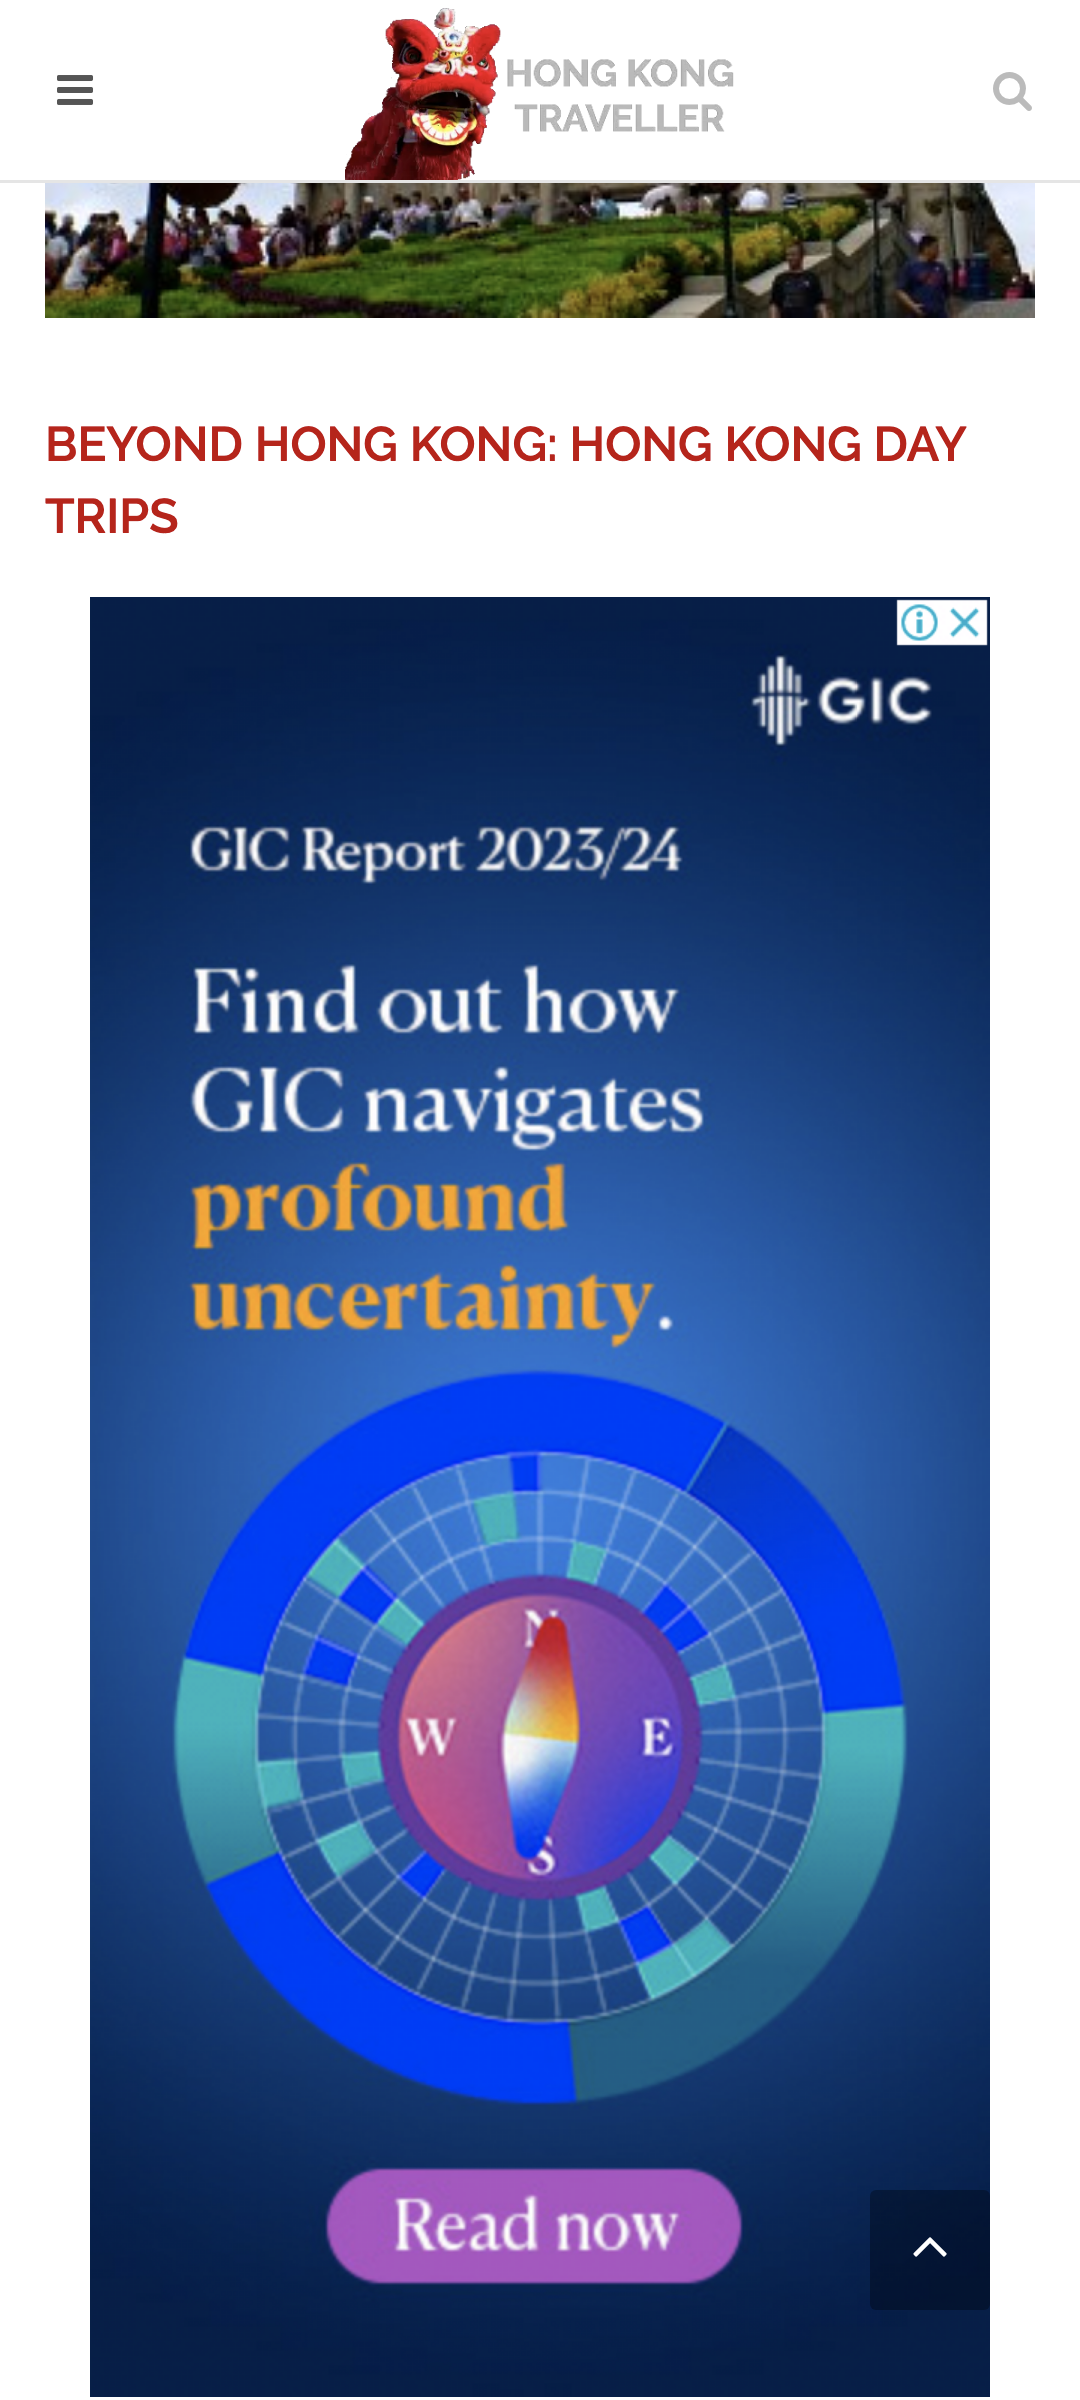 HONG KONG
TRAVELLER
BEYOND HONG KONG: HONG KONG DAY
TRIPS
GIC
GIC Report 2023/24
Find out how
GIC navigates
profound
uncertainty.
N
W E
S
Read now